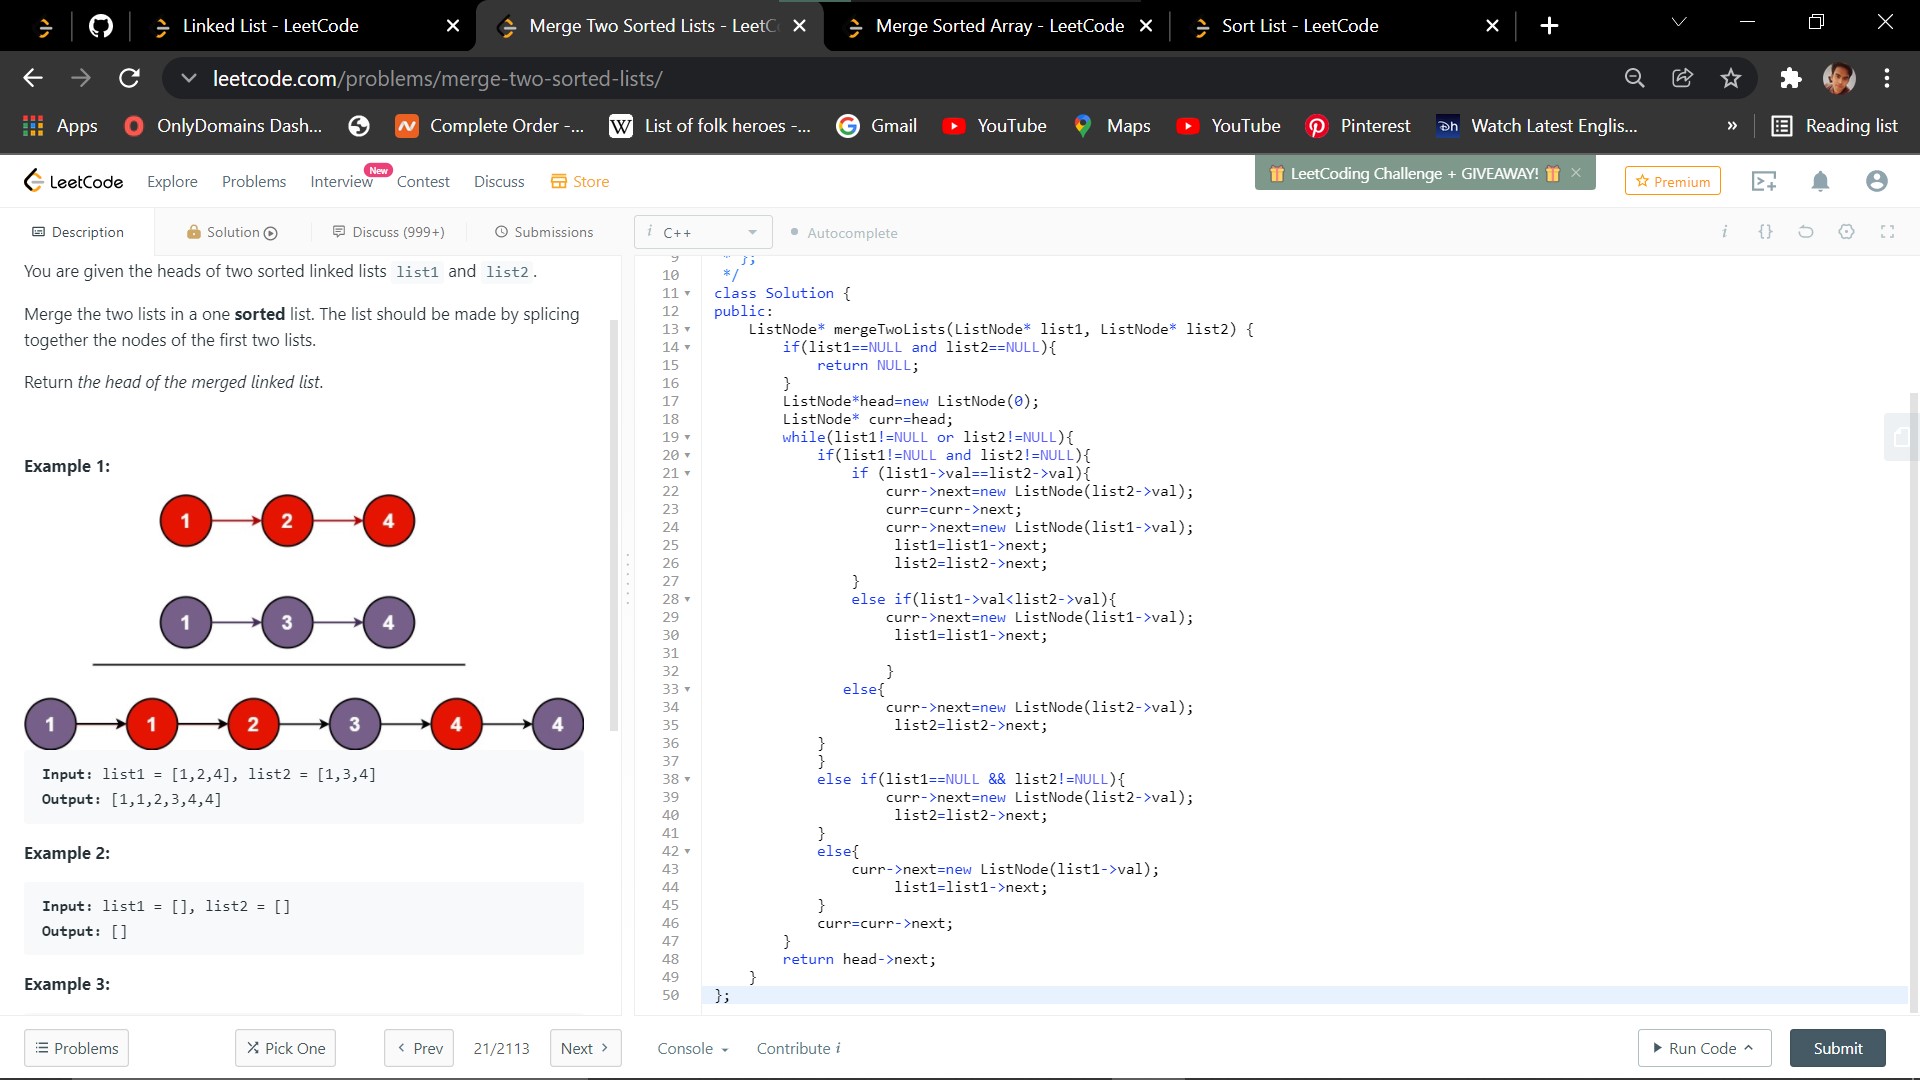 Linked List - LeetCode
Merge Two Sorted Lists - LeetC
Merge Sorted Array - LeetCode
Sort List - LeetCode
leetcode.com/problems/merge-two-sorted-lists/
Apps
OnlyDomains Dash...
Complete Order -...
W List of folk heroes -...
Gmail
YouTube
Maps
YouTube
Pinterest
Watch Latest Englis...
»
Reading list
LeetCode
Explore
Problems
Interview
New
Contest
Discuss
Store
LeetCoding Challenge + GIVEAWAY!
Premium
Description
Solution
Discuss (999+)
Submissions
i C++
Autocomplete
You are given the heads of two sorted linked lists list1 and list2 .
Merge the two lists in a one sorted list. The list should be made by splicing
together the nodes of the first two lists.
Return the head of the merged linked list.
Example 1:
1 2 4
1 3 4
1 1 2 3 4 4
Input: list1 = [1,2,4], list2 = [1,3,4]
Output: [1,1,2,3,4,4]
Example 2:
Input: list1 = [], list2 = []
Output: []
Example 3:
9 * };
10 */
11 class Solution {
12 public:
13 ListNode* mergeTwoLists(ListNode* list1, ListNode* list2) {
14 if(list1==NULL and list2==NULL){
15 return NULL;
16 }
17 ListNode*head=new ListNode(0);
18 ListNode* curr=head;
19 while(list1!=NULL or list2!=NULL){
20 if(list1!=NULL and list2!=NULL){
21 if (list1->val==list2->val){
22 curr->next=new ListNode(list2->val);
23 curr=curr->next;
24 curr->next=new ListNode(list1->val);
25 list1=list1->next;
26 list2=list2->next;
27 }
28 else if(list1->val<list2->val){
29 curr->next=new ListNode(list1->val);
30 list1=list1->next;
31
32 }
33 else{
34 curr->next=new ListNode(list2->val);
35 list2=list2->next;
36 }
37 }
38 else if(list1==NULL && list2!=NULL){
39 curr->next=new ListNode(list2->val);
40 list2=list2->next;
41 }
42 else{
43 curr->next=new ListNode(list1->val);
44 list1=list1->next;
45 }
46 curr=curr->next;
47 }
48 return head->next;
49 }
50 };
Problems
Pick One
Prev
21/2113
Next
Console
Contribute i
Run Code
Submit